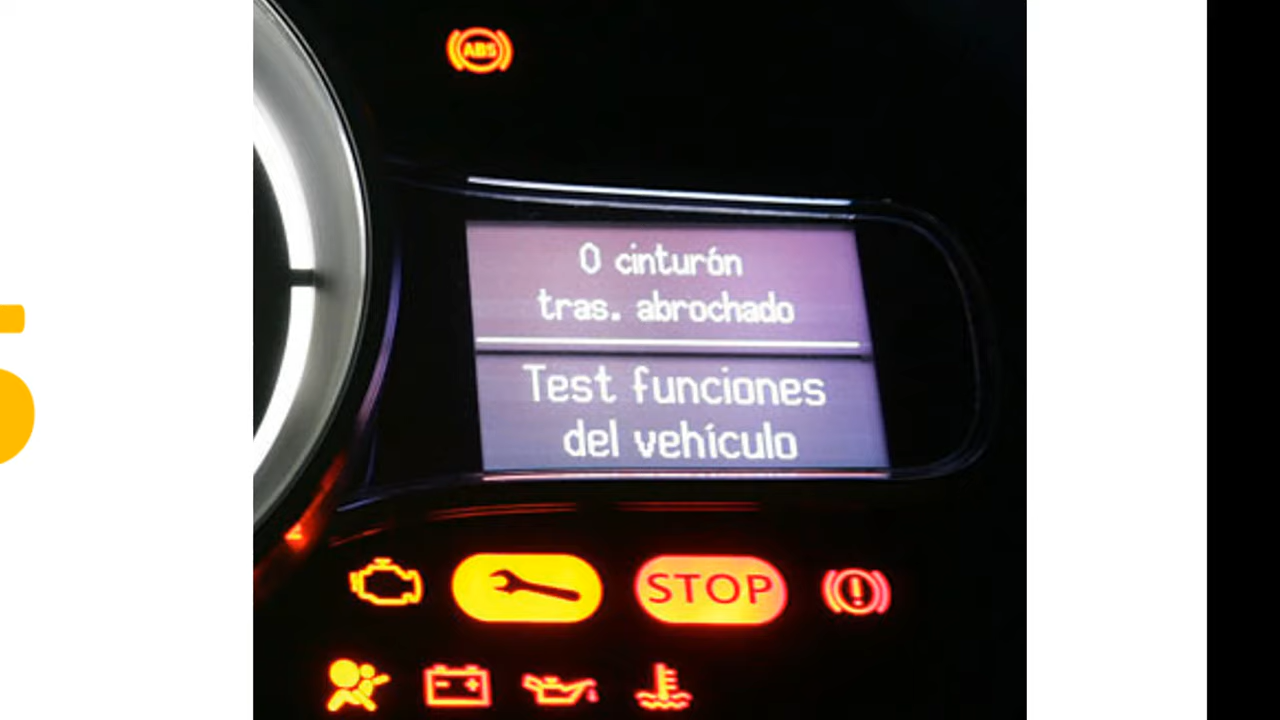 ABS
0 cinturón
tras. abrochado
Test funciones
del vehículo
STOP